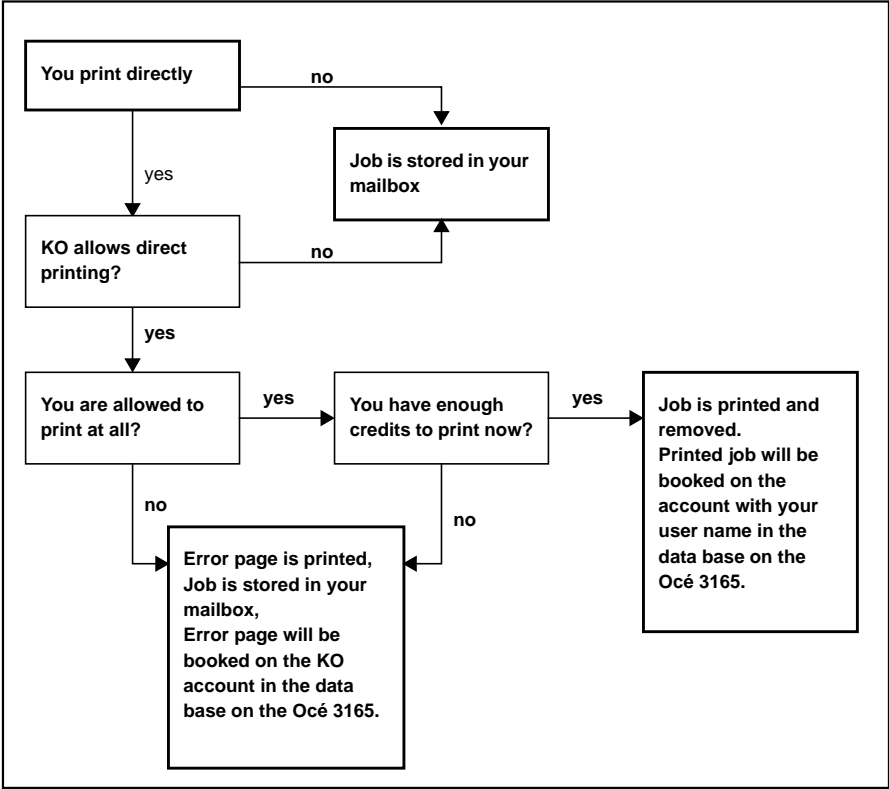 You print directly
no
Job is stored in your
mailbox
yes
KO allows direct
printing?
no
yes
You are allowed to
print at all?
yes
You have enough
credits to print now?
yes
Job is printed and
removed.
Printed job will be
booked on the
account with your
user name in the
data base on the
Océ 3165.
no
no
Error page is printed,
Job is stored in your
mailbox,
Error page will be
booked on the KO
account in the data
base on the Océ 3165.